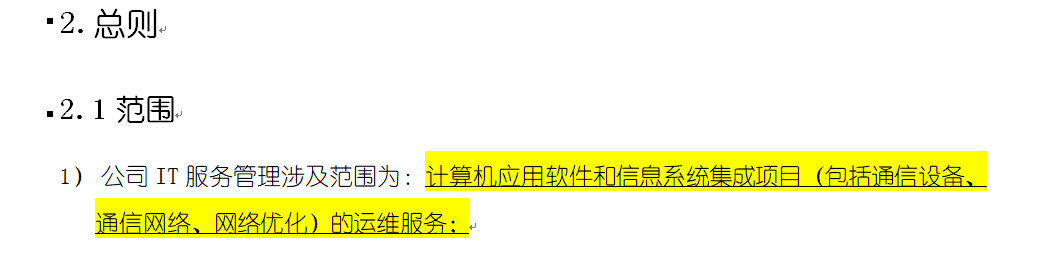 2. 总则
2.1 范围
1) 公司 IT 服务管理涉及范围为：计算机应用软件和信息系统集成项目（包括通信设备、
通信网络、网络优化）的运维服务；